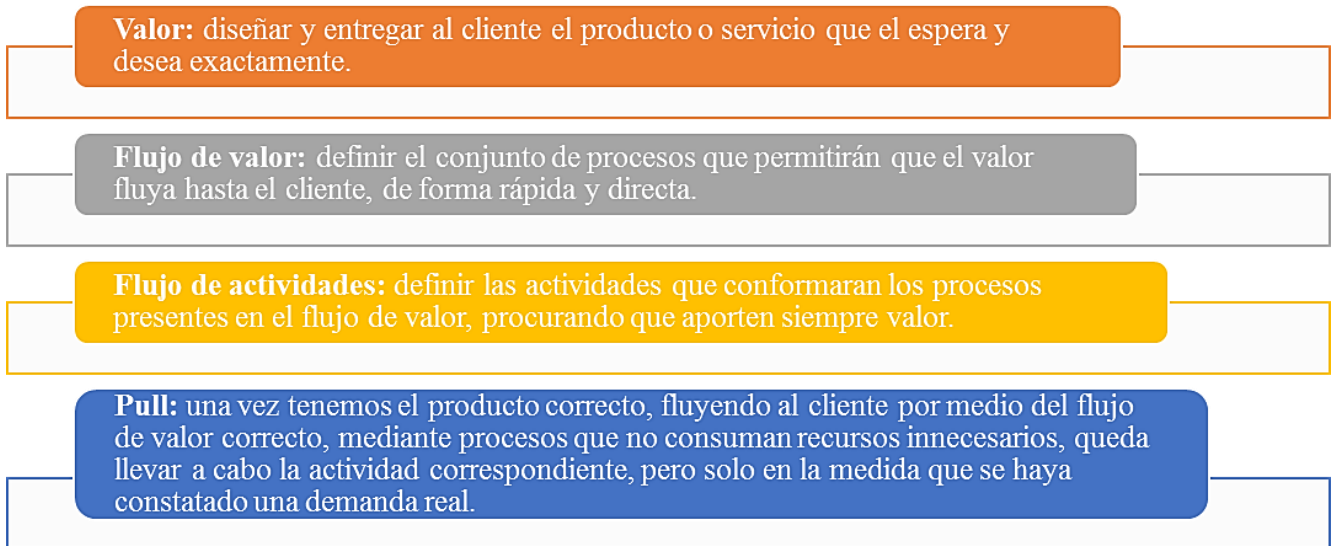 Valor: diseñar y entregar al cliente el producto o servicio que el espera y
desea exactamente.
Flujo de valor: definir el conjunto de procesos que permitirán que el valor
fluya hasta el cliente, de forma rápida y directa.
Flujo de actividades: definir las actividades que conformaran los procesos
presentes en el flujo de valor, procurando que aporten siempre valor.
Pull: una vez tenemos el producto correcto, fluyendo al cliente por medio del flujo
de valor correcto, mediante procesos que no consuman recursos innecesarios, queda
llevar a cabo la actividad correspondiente, pero solo en la medida que se haya
constatado una demanda real.